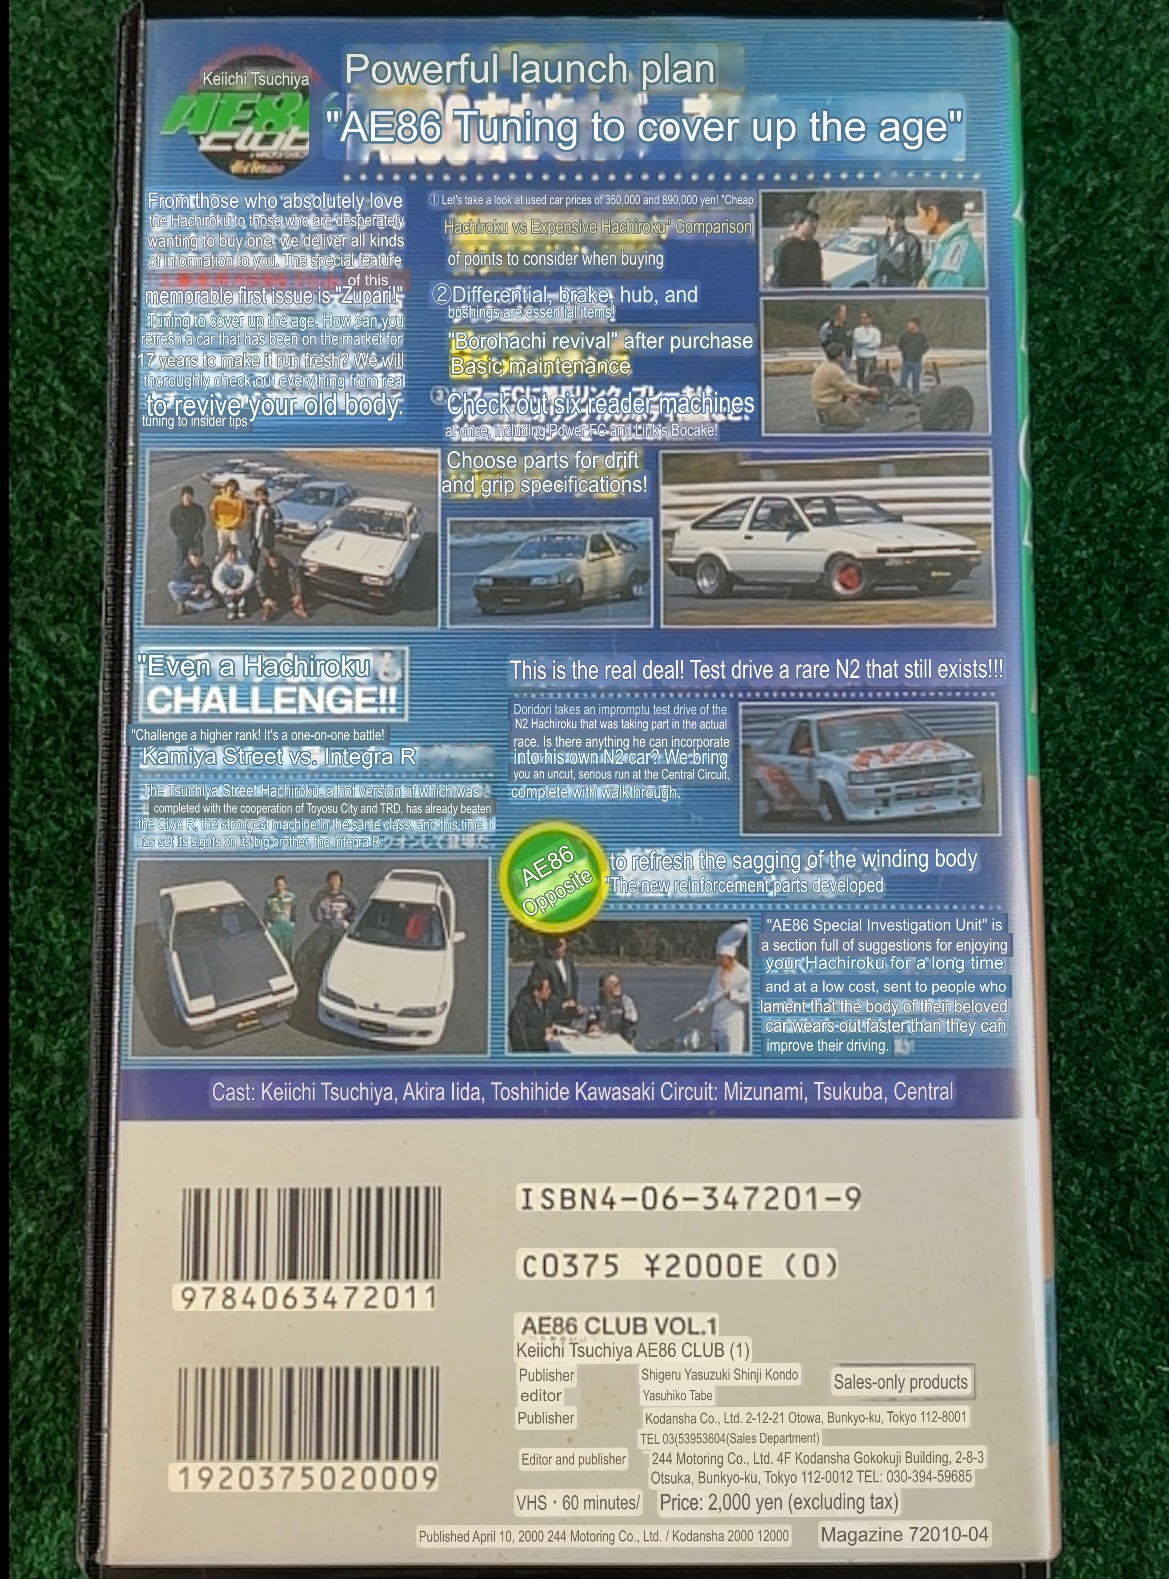 Keiichi Tsuchiya
AE86
CLUB
Powerful launch plan
"AE86 Tuning to cover up the age"
From those who absolutely love
the Hachiroku to those who are desperately
wanting to buy one, we deliver all kinds
of information to you. The special feature
of this
memorable first issue is "Zupari!"
Tuning to cover up the age. How can you
refresh a car that has been on the market for
17 years to make it run fresh? We will
thoroughly check out everything from real
to revive your old body.
tuning to insider tips
① Let's take a look at used car prices of 350,000 and 890,000 yen! "Cheap
Hachiroku vs Expensive Hachiroku" Comparison
of points to consider when buying
②Differential, brake, hub, and
bushings are essential items!
"Borohachi revival" after purchase
Basic maintenance
③
Check out six reader machines
at once, including Power FC and Link's Bocake!
Choose parts for drift
and grip specifications!
"Even a Hachiroku
CHALLENGE!!
"Challenge a higher rank! It's a one-on-one battle!
Kamiya Street vs. Integra R
The Tsuchiya Street Hachiroku, a hot version of which was
completed with the cooperation of Toyosu City and TRD, has already beaten
the Civic R, the strongest machine in the same class, and this time it
has set its sights on its big brother, the Integra R.
This is the real deal! Test drive a rare N2 that still exists!!!
Doridori takes an impromptu test drive of the
N2 Hachiroku that was taking part in the actual
race. Is there anything he can incorporate
into his own N2 car? We bring
you an uncut, serious run at the Central Circuit,
complete with walkthrough.
AE86
Opposite
to refresh the sagging of the winding body
"The new reinforcement parts developed
"AE86 Special Investigation Unit" is
a section full of suggestions for enjoying
your Hachiroku for a long time
and at a low cost, sent to people who
lament that the body of their beloved
car wears out faster than they can
improve their driving.
Cast: Keiichi Tsuchiya, Akira Iida, Toshihide Kawasaki Circuit: Mizunami, Tsukuba, Central
ISBN4-06-347201-9
C0375 ¥2000E (0)
9784063472011
1920375020009
AE86 CLUB VOL.1
Keiichi Tsuchiya AE86 CLUB (1)
Publisher Shigeru Yasuzuki Shinji Kondo
editor Yasuhiko Tabe
Sales-only products
Publisher Kodansha Co., Ltd. 2-12-21 Otowa, Bunkyo-ku, Tokyo 112-8001
TEL 03(53953604(Sales Department)
Editor and publisher 244 Motoring Co., Ltd. 4F Kodansha Gokokuji Building, 2-8-3
Otsuka, Bunkyo-ku, Tokyo 112-0012 TEL: 030-394-59685
VHS・60 minutes/ Price: 2,000 yen (excluding tax)
Published April 10, 2000 244 Motoring Co., Ltd. / Kodansha 2000 12000 Magazine 72010-04